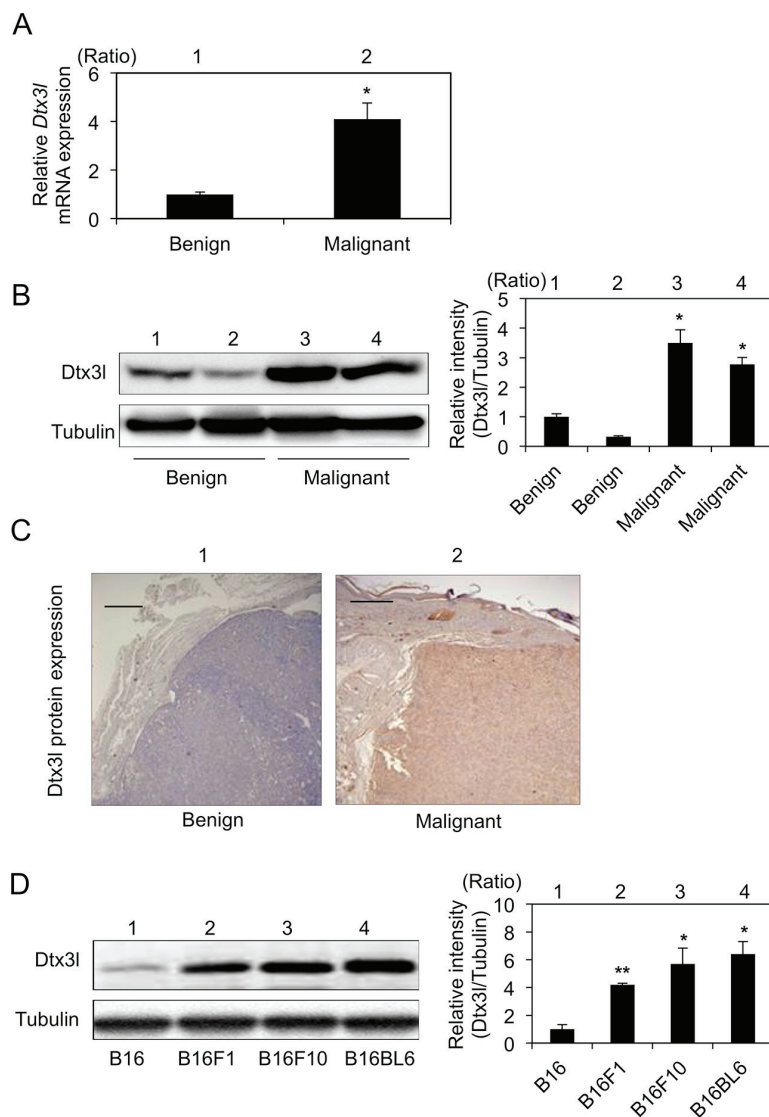 A
(Ratio) 1 2
Relative Dtx3l
mRNA expression
6
4
2
0
*
Benign Malignant
B
1 2 3 4
Dtx3l
Tubulin
Benign Malignant
(Ratio) 1 2 3 4
Relative intensity
(Dtx3l/Tubulin)
5
4
3
2
1
0
* *
Benign Benign Malignant Malignant
C
1 2
Dtx3l protein expression
Benign Malignant
D
1 2 3 4
Dtx3l
Tubulin
B16 B16F1 B16F10 B16BL6
(Ratio) 1 2 3 4
Relative intensity
(Dtx3l/Tubulin)
10
8
6
4
2
0
** * *
B16 B16F1 B16F10 B16BL6